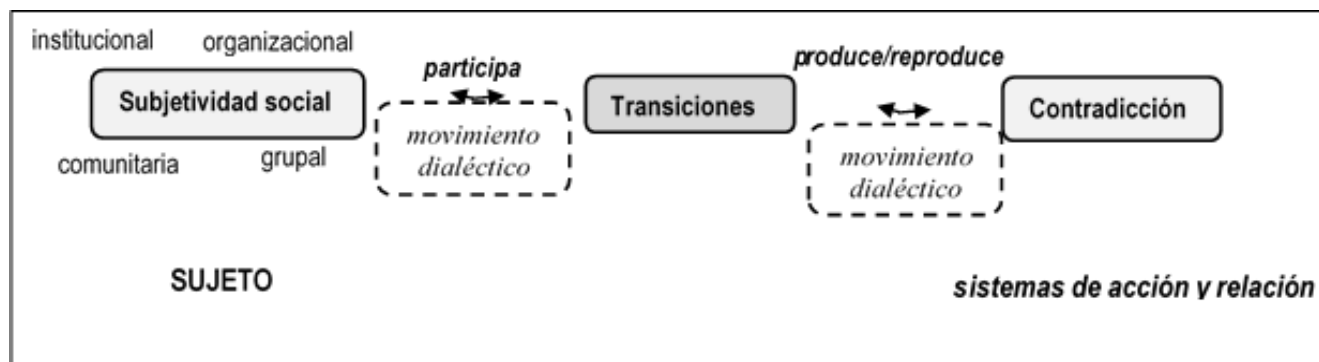 institucional organizacional
participa
produce/reproduce
Subjetividad social
Transiciones
Contradicción
movimiento
dialéctico
movimiento
dialéctico
comunitaria grupal
SUJETO
sistemas de acción y relación